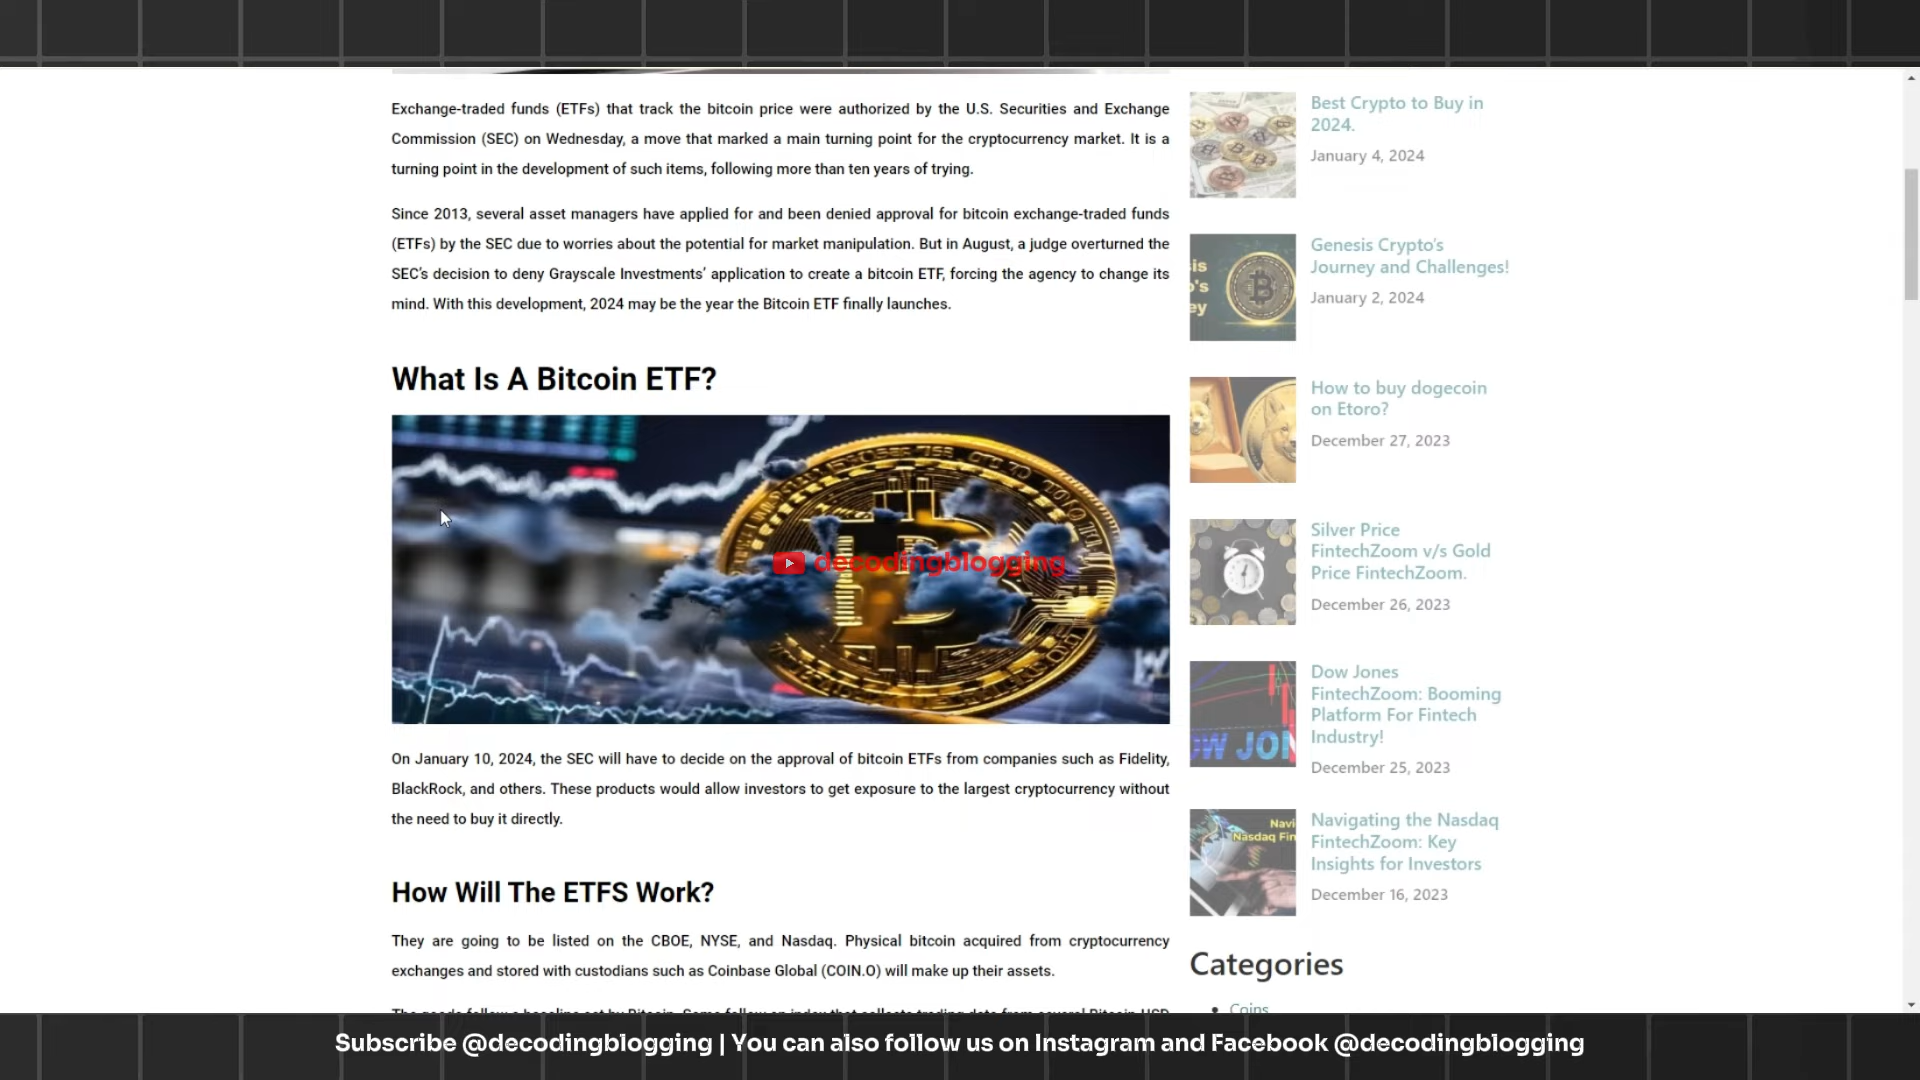 Exchange-traded funds (ETFs) that track the bitcoin price were authorized by the U.S. Securities and Exchange
Commission (SEC) on Wednesday, a move that marked a main turning point for the cryptocurrency market. It is a
turning point in the development of such items, following more than ten years of trying.
Since 2013, several asset managers have applied for and been denied approval for bitcoin exchange-traded funds
(ETFs) by the SEC due to worries about the potential for market manipulation. But in August, a judge overturned the
SEC’s decision to deny Grayscale Investments’ application to create a bitcoin ETF, forcing the agency to change its
mind. With this development, 2024 may be the year the Bitcoin ETF finally launches.
What Is A Bitcoin ETF?
decodingblogging
On January 10, 2024, the SEC will have to decide on the approval of bitcoin ETFs from companies such as Fidelity,
BlackRock, and others. These products would allow investors to get exposure to the largest cryptocurrency without
the need to buy it directly.
How Will The ETFS Work?
They are going to be listed on the CBOE, NYSE, and Nasdaq. Physical bitcoin acquired from cryptocurrency
exchanges and stored with custodians such as Coinbase Global (COIN.O) will make up their assets.
Best Crypto to Buy in
2024.
January 4, 2024
Genesis Crypto’s
Journey and Challenges!
January 2, 2024
How to buy dogecoin
on Etoro?
December 27, 2023
Silver Price
FintechZoom v/s Gold
Price FintechZoom.
December 26, 2023
Dow Jones
FintechZoom: Booming
Platform For Fintech
Industry!
December 25, 2023
Navigating the Nasdaq
FintechZoom: Key
Insights for Investors
December 16, 2023
Categories
Coins
Subscribe @decodingblogging | You can also follow us on Instagram and Facebook @decodingblogging